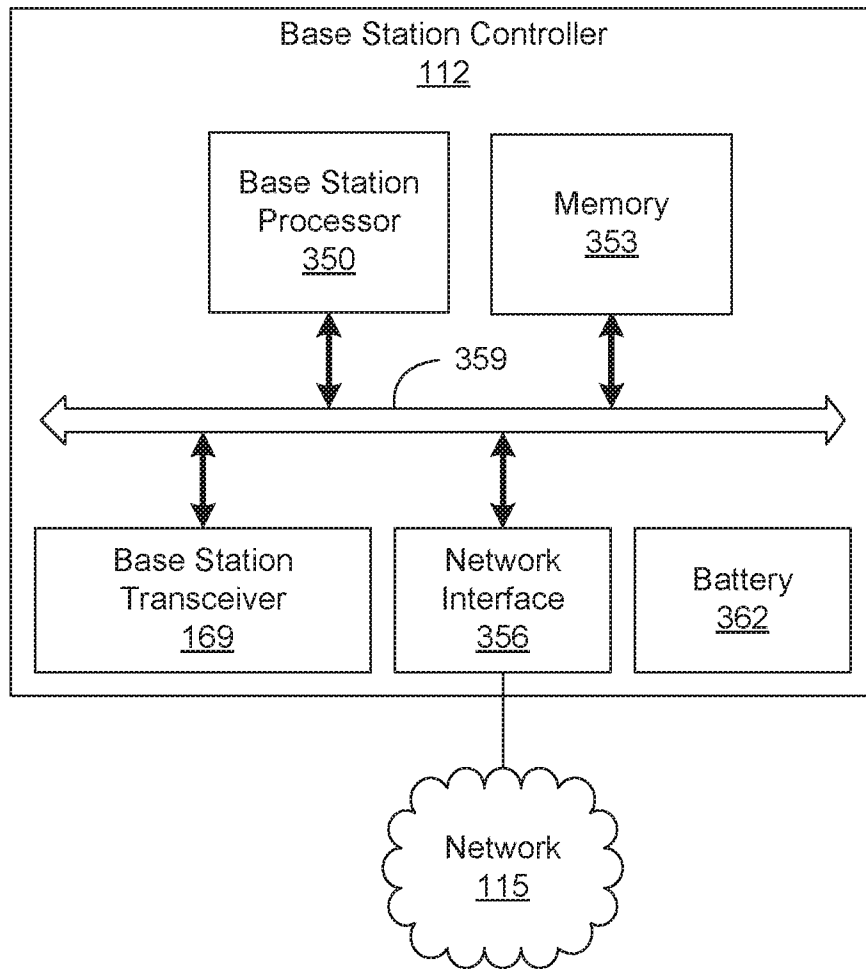 Base Station Controller
112
Base Station
Processor
350
Memory
353
359
Base Station
Transceiver
169
Network
Interface
356
Battery
362
Network
115